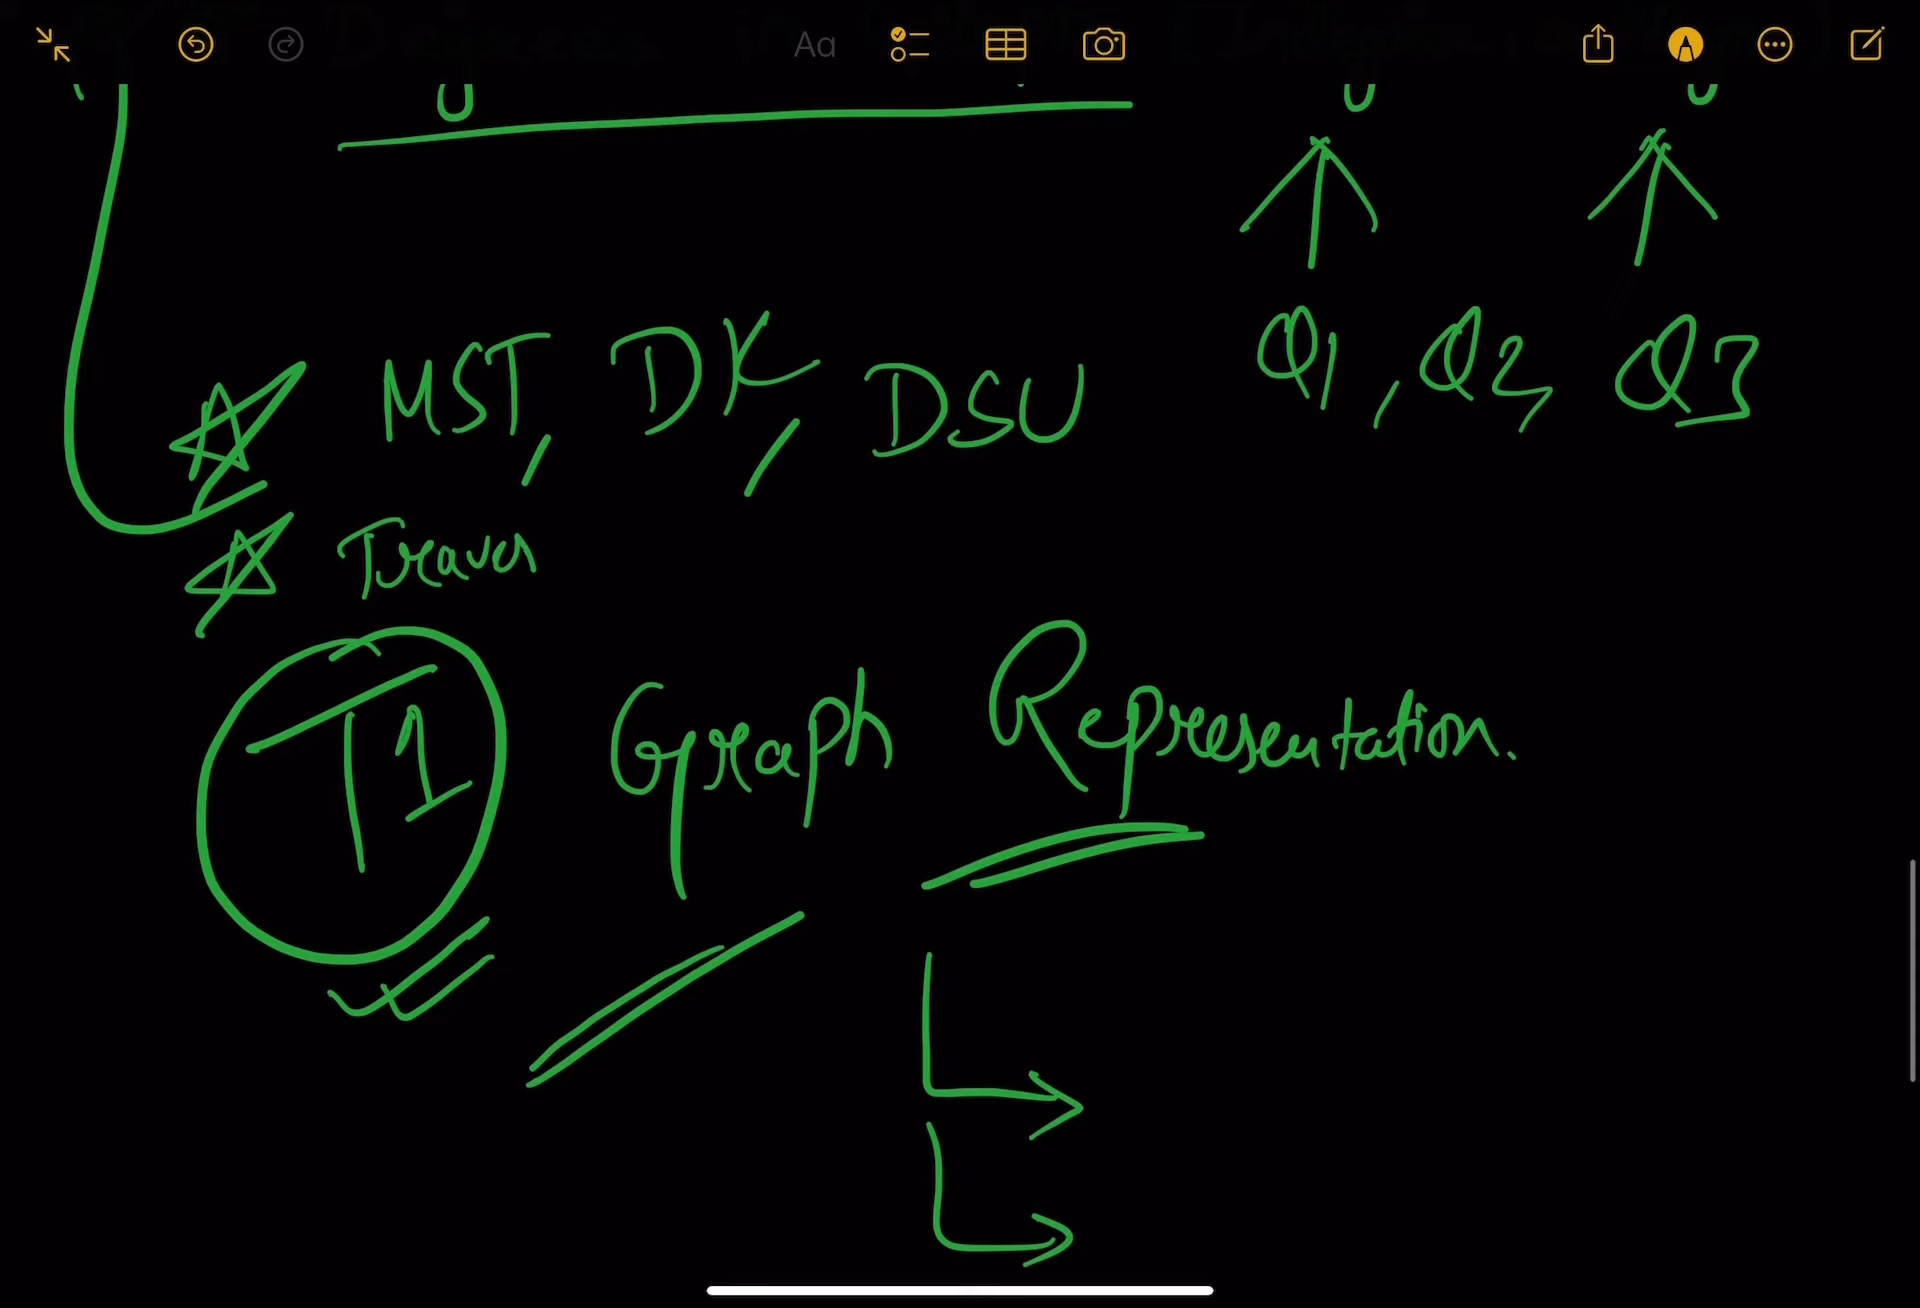 Aa
MST, DK, DSU
Q1, Q2, Q3
Traver
T1 Graph Representation.